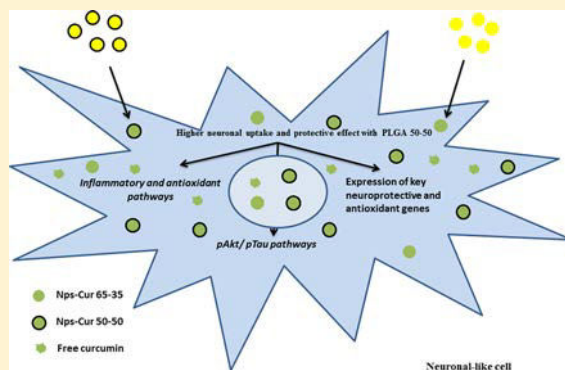 Higher neuronal uptake and protective effect with PLGA 50-50
Inflammatory and antioxidant
pathways
Expression of key
neuroprotective and
antioxidant genes
pAkt/ pTau pathways
Nps-Cur 65-35
Nps-Cur 50-50
Free curcumin
Neuronal-like cell